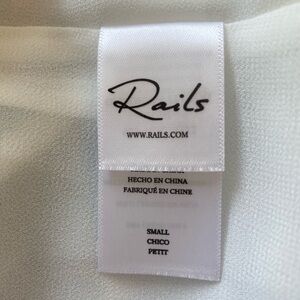 Rails
WWW.RAILS.COM
HECHO EN CHINA
FABRIQUÉ EN CHINE
SMALL
CHICO
PETIT